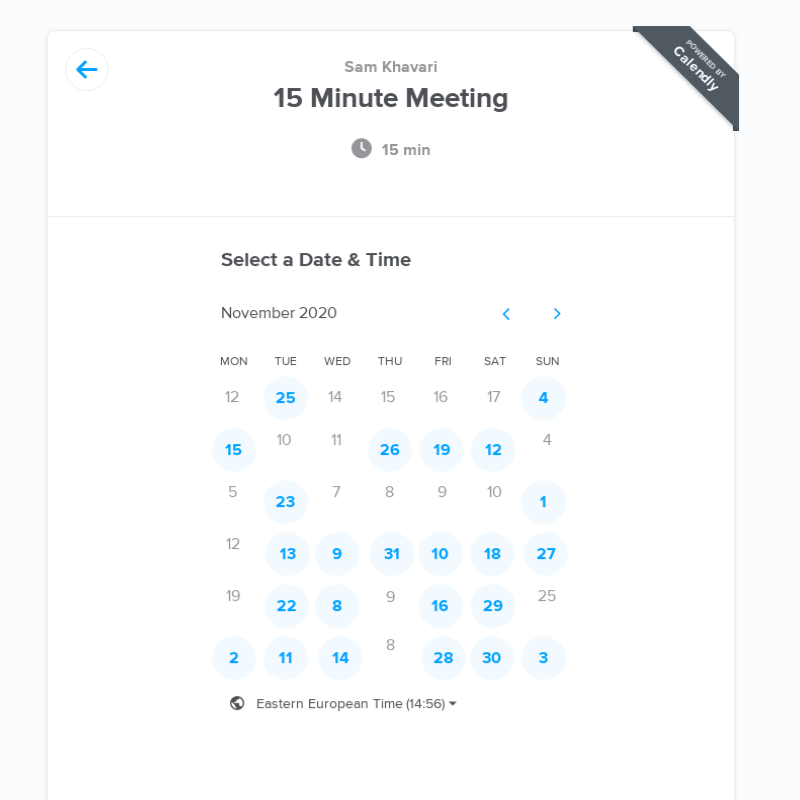 POWERED BY
Calendly
Sam Khavari
15 Minute Meeting
15 min
Select a Date & Time
November 2020
MON TUE WED THU FRI SAT SUN
12 25 14 15 16 17 4
15 10 11 26 19 12 4
5 23 7 8 9 10 1
12 13 9 31 10 18 27
19 22 8 9 16 29 25
2 11 14 8 28 30 3
Eastern European Time (14:56)